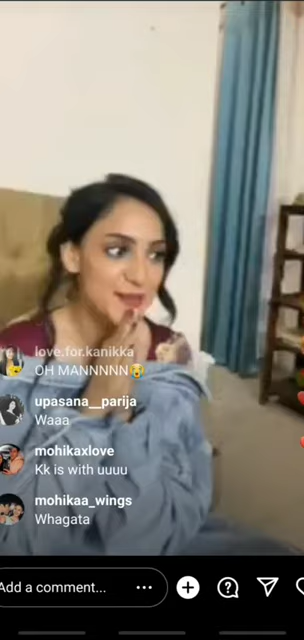 love.for.kanikka
OH MANNNNN😭
upasana__parija
Waaa
mohikaxlove
Kk is with uuuu
mohikaa_wings
Whagata
Add a comment...